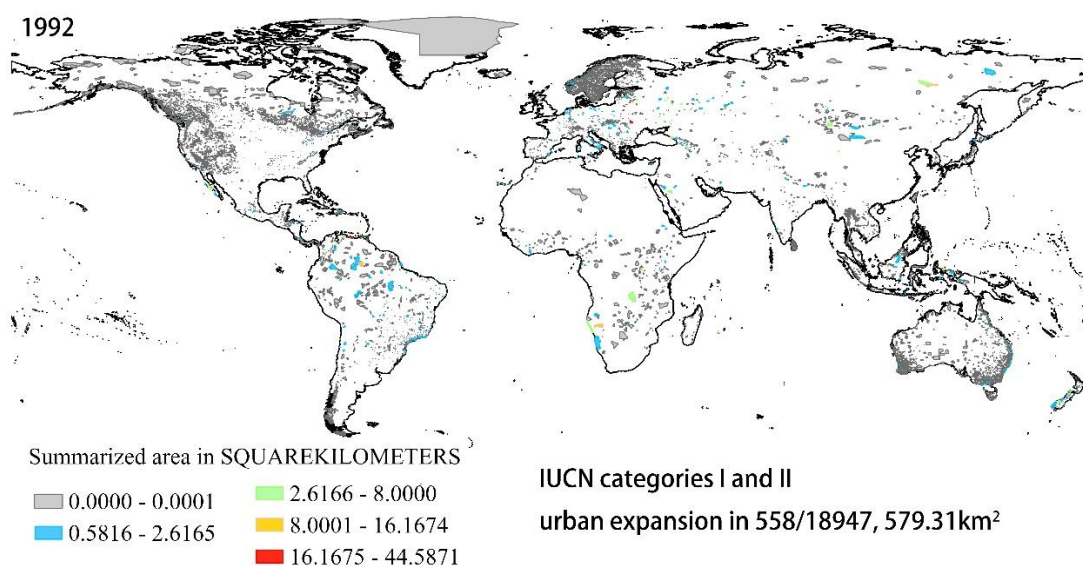 1992
Summarized area in SQUAREKILOMETERS
0.0000 - 0.0001
0.5816 - 2.6165
2.6166 - 8.0000
8.0001 - 16.1674
16.1675 - 44.5871
IUCN categories I and II
urban expansion in 558/18947, 579.31km²